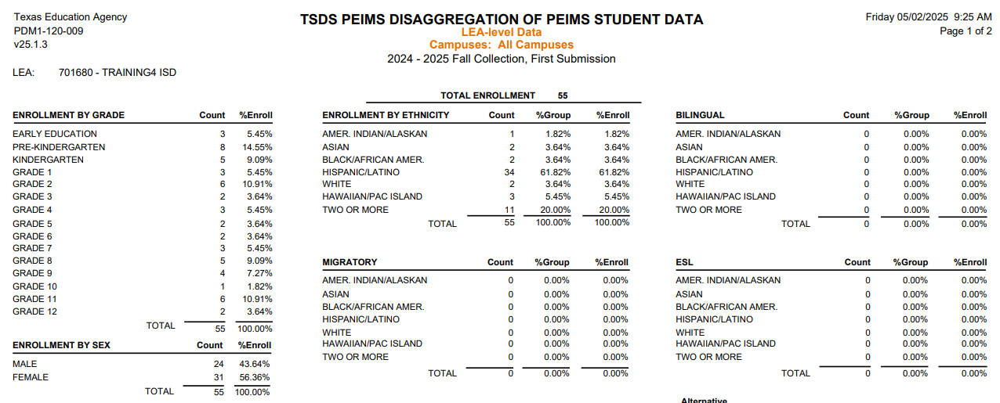 Texas Education Agency
PDM1-120-009
v25.1.3
TSDS PEIMS DISAGGREGATION OF PEIMS STUDENT DATA
LEA-level Data
Campuses: All Campuses
2024 - 2025 Fall Collection, First Submission
Friday 05/02/2025 9:25 AM
Page 1 of 2
LEA: 701680 - TRAINING4 ISD
TOTAL ENROLLMENT 55
ENROLLMENT BY GRADE Count %Enroll
EARLY EDUCATION 3 5.45%
PRE-KINDERGARTEN 8 14.55%
KINDERGARTEN 5 9.09%
GRADE 1 3 5.45%
GRADE 2 6 10.91%
GRADE 3 2 3.64%
GRADE 4 3 5.45%
GRADE 5 2 3.64%
GRADE 6 2 3.64%
GRADE 7 3 5.45%
GRADE 8 5 9.09%
GRADE 9 4 7.27%
GRADE 10 1 1.82%
GRADE 11 6 10.91%
GRADE 12 2 3.64%
TOTAL 55 100.00%
ENROLLMENT BY SEX Count %Enroll
MALE 24 43.64%
FEMALE 31 56.36%
TOTAL 55 100.00%
ENROLLMENT BY ETHNICITY Count %Group %Enroll
AMER. INDIAN/ALASKAN 1 1.82% 1.82%
ASIAN 2 3.64% 3.64%
BLACK/AFRICAN AMER. 2 3.64% 3.64%
HISPANIC/LATINO 34 61.82% 61.82%
WHITE 2 3.64% 3.64%
HAWAIIAN/PAC ISLAND 3 5.45% 5.45%
TWO OR MORE 11 20.00% 20.00%
TOTAL 55 100.00% 100.00%
MIGRATORY Count %Group %Enroll
AMER. INDIAN/ALASKAN 0 0.00% 0.00%
ASIAN 0 0.00% 0.00%
BLACK/AFRICAN AMER. 0 0.00% 0.00%
HISPANIC/LATINO 0 0.00% 0.00%
WHITE 0 0.00% 0.00%
HAWAIIAN/PAC ISLAND 0 0.00% 0.00%
TWO OR MORE 0 0.00% 0.00%
TOTAL 0 0.00% 0.00%
BILINGUAL Count %Group %Enroll
AMER. INDIAN/ALASKAN 0 0.00% 0.00%
ASIAN 0 0.00% 0.00%
BLACK/AFRICAN AMER. 0 0.00% 0.00%
HISPANIC/LATINO 0 0.00% 0.00%
WHITE 0 0.00% 0.00%
HAWAIIAN/PAC ISLAND 0 0.00% 0.00%
TWO OR MORE 0 0.00% 0.00%
TOTAL 0 0.00% 0.00%
ESL Count %Group %Enroll
AMER. INDIAN/ALASKAN 0 0.00% 0.00%
ASIAN 0 0.00% 0.00%
BLACK/AFRICAN AMER. 0 0.00% 0.00%
HISPANIC/LATINO 0 0.00% 0.00%
WHITE 0 0.00% 0.00%
HAWAIIAN/PAC ISLAND 0 0.00% 0.00%
TWO OR MORE 0 0.00% 0.00%
TOTAL 0 0.00% 0.00%
Alternative